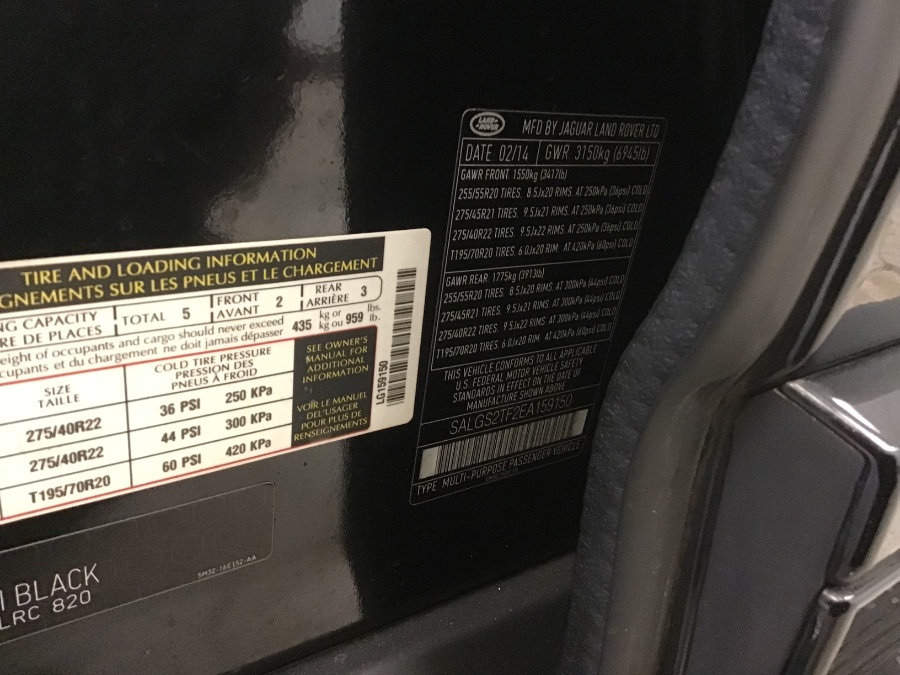 TIRE AND LOADING INFORMATION
GNEMENTS SUR LES PNEUS ET LE CHARGEMENT
NG CAPACITY
RE DE PLACES
TOTAL 5
FRONT
AVANT 2
REAR
ARRIÈRE 3
eight of occupants and cargo should never exceed
cupants et du chargement ne doit jamais dépasser
435 kg or kg ou 959 lbs. lb.
SIZE
TAILLE
COLD TIRE PRESSURE
PRESSION DES
PNEUS À FROID
275/40R22 36 PSI 250 KPa
275/40R22 44 PSI 300 KPa
T195/70R20 60 PSI 420 KPa
SEE OWNER'S
MANUAL FOR
ADDITIONAL
INFORMATION
VOIR LE MANUEL
DE L'USAGER
POUR PLUS DE
RENSEIGNEMENTS
LG159150
BLACK
LRC 820
5H32-16E152-AA
LAND ROVER
MFD BY JAGUAR LAND ROVER LTD
DATE: 02/14 GWR: 3150kg (6945lb)
GAWR FRONT 1550kg (3417lb)
255/55R20 TIRES, 8.5Jx20 RIMS, AT 250kPa (36psi) COLD
275/45R21 TIRES, 9.5Jx21 RIMS, AT 250kPa (36psi) COLD
275/40R22 TIRES, 9.5Jx22 RIM, AT 250kPa (36psi) COLD
T195/70R20 TIRES, 6.0Jx20 RIM, AT 420kPa (60psi) COLD
GAWR REAR 1775kg (3913lb)
255/55R20 TIRES, 8.5Jx20 RIMS, AT 300kPa (44psi) COLD
275/45R21 TIRES, 9.5Jx21 RIMS, AT 300kPa (44psi) COLD
275/40R22 TIRES, 9.5Jx22 RIM, AT 300kPa (44psi) COLD
T195/70R20 TIRES, 6.0Jx20 RIM, AT 420kPa (60psi) COLD
THIS VEHICLE CONFORMS TO ALL APPLICABLE
U.S. FEDERAL MOTOR VEHICLE SAFETY
STANDARDS IN EFFECT ON THE DATE OF
MANUFACTURE SHOWN ABOVE
SALGS2TF2EA159150
TYPE: MULTI-PURPOSE PASSENGER VEHICLE